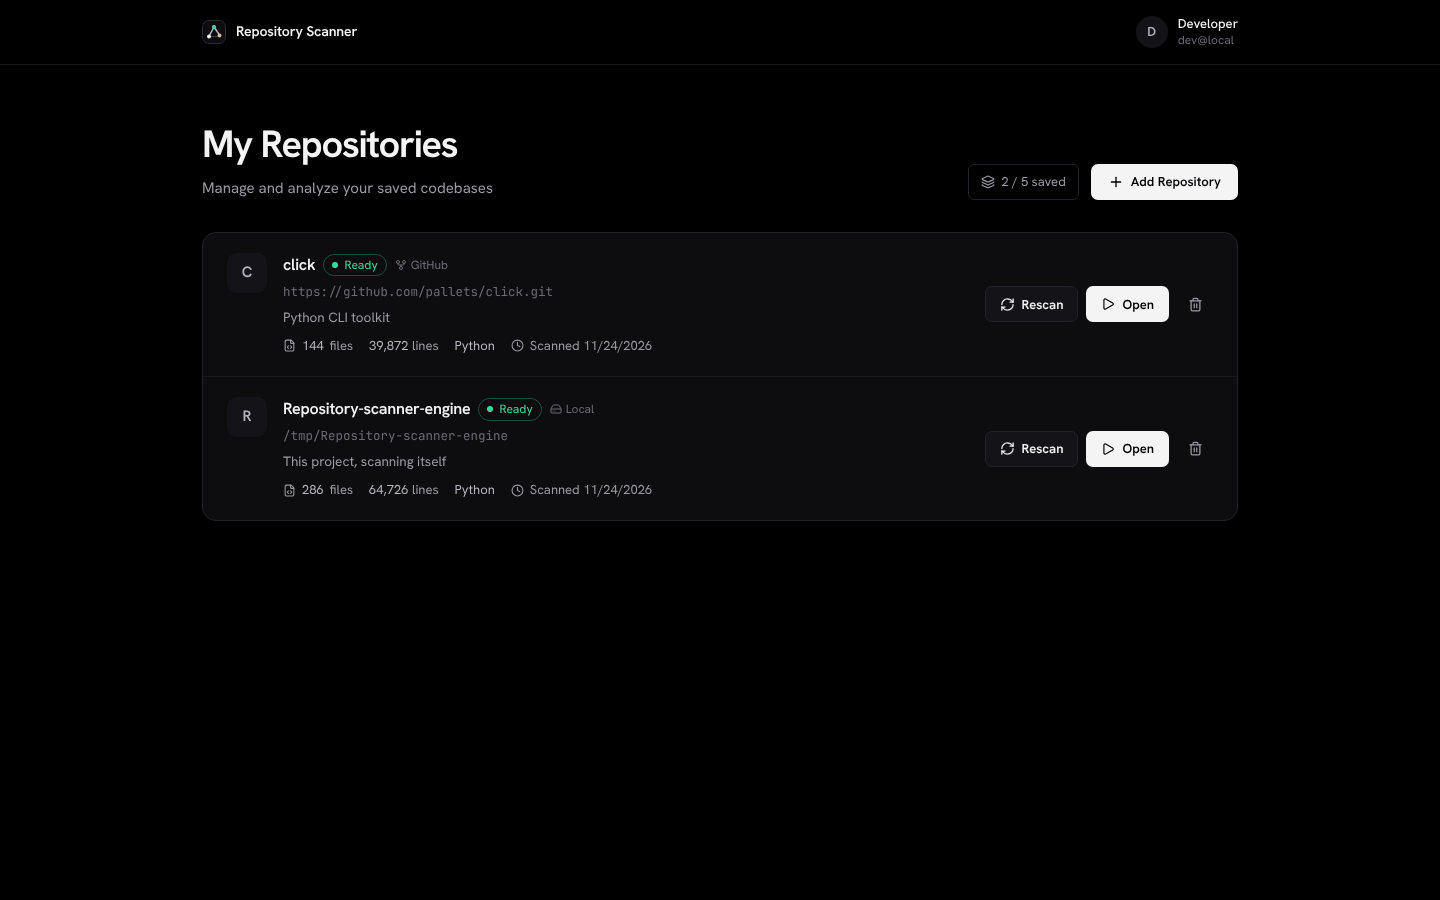 Repository Scanner
D
Developer
dev@local
My Repositories
Manage and analyze your saved codebases
2 / 5 saved
Add Repository
C
click
Ready
GitHub
https://github.com/pallets/click.git
Python CLI toolkit
144 files 39,872 lines Python Scanned 11/24/2026
Rescan
Open
R
Repository-scanner-engine
Ready
Local
/tmp/Repository-scanner-engine
This project, scanning itself
286 files 64,726 lines Python Scanned 11/24/2026
Rescan
Open